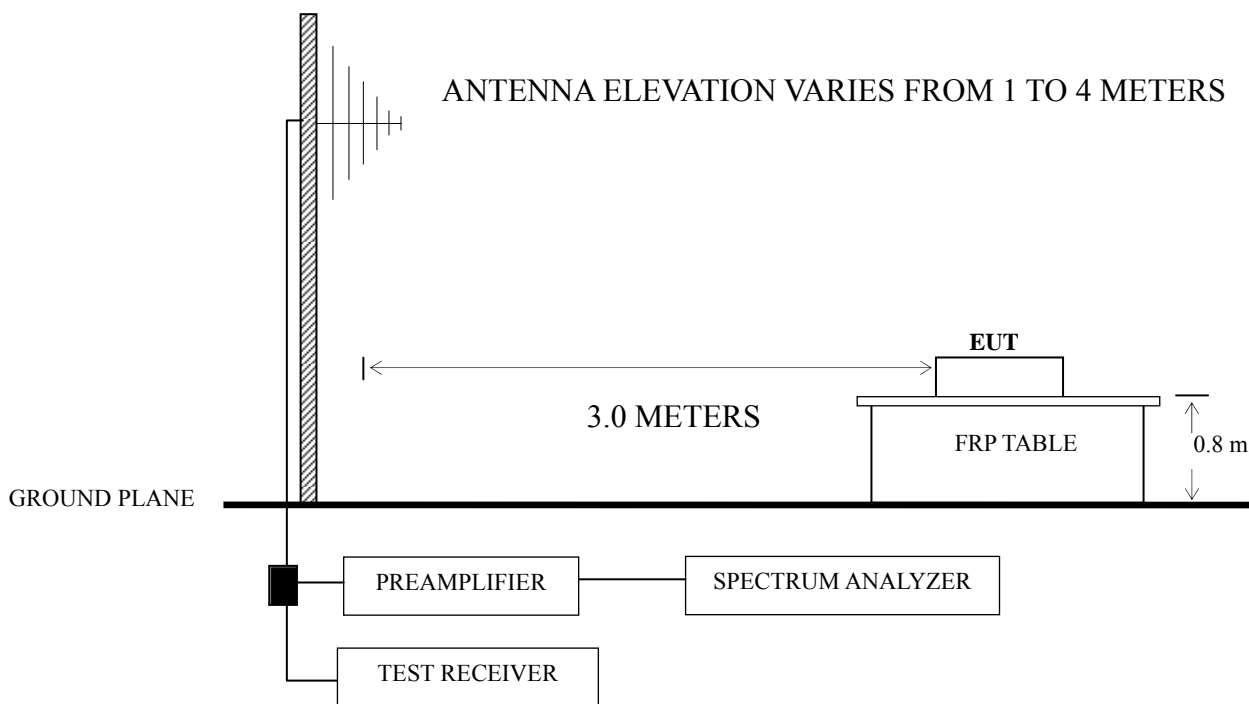 ANTENNA ELEVATION VARIES FROM 1 TO 4 METERS
EUT
3.0 METERS
FRP TABLE
0.8 m
GROUND PLANE
PREAMPLIFIER
SPECTRUM ANALYZER
TEST RECEIVER